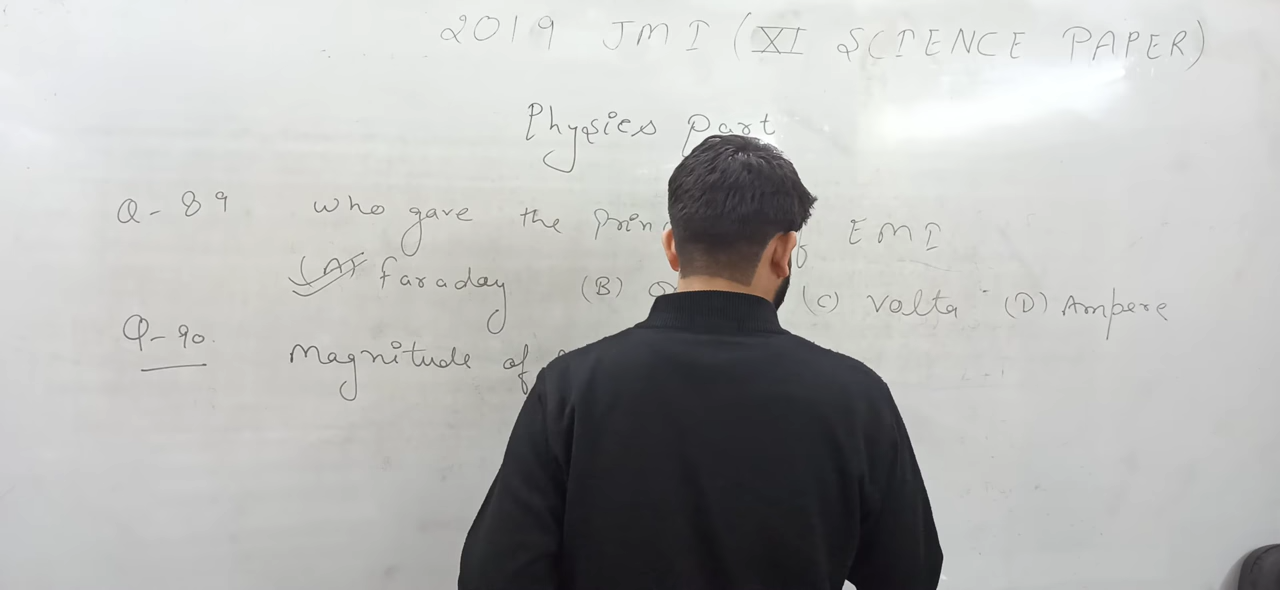 2019 JMI (XI SCIENCE PAPER)
Physics part
Q-89 who gave the EMI
(A) faraday (B) (C) Volta (D) Ampere
Q-90. Magnitude of